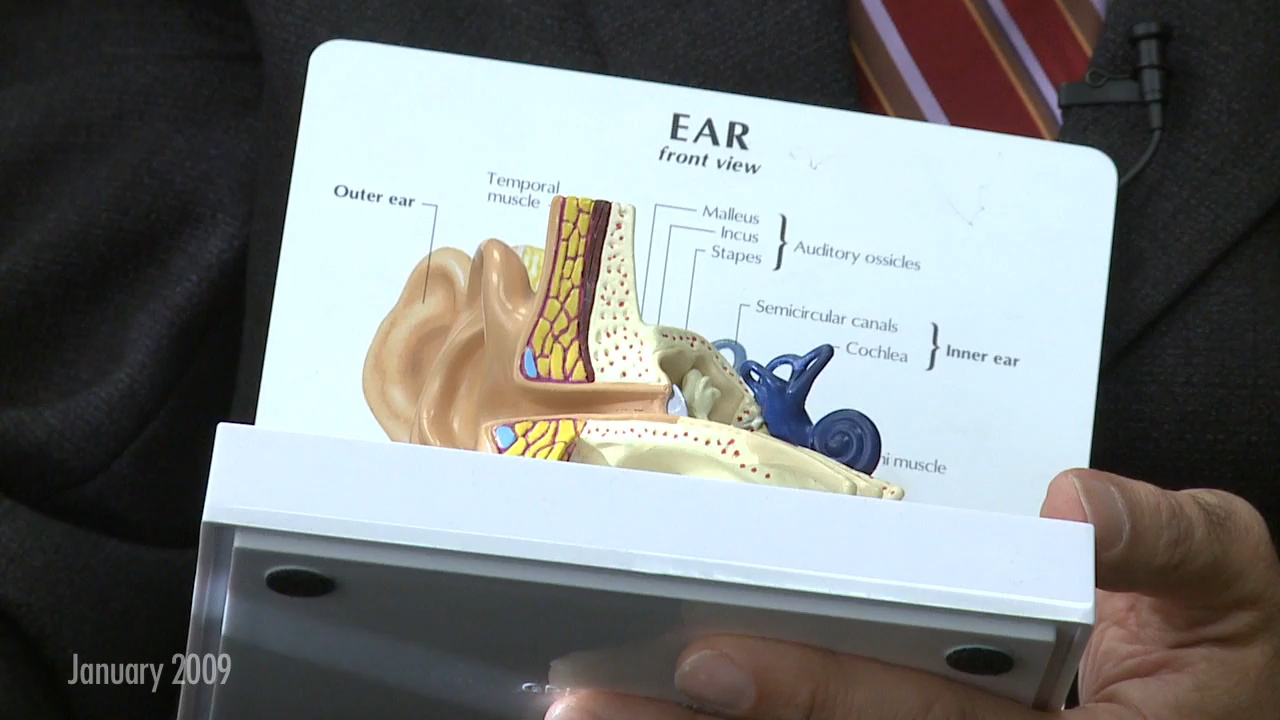 EAR
front view
Outer ear
Temporal
muscle
Malleus
Incus
Stapes
Auditory ossicles
Semicircular canals
Cochlea
Inner ear
muscle
January 2009